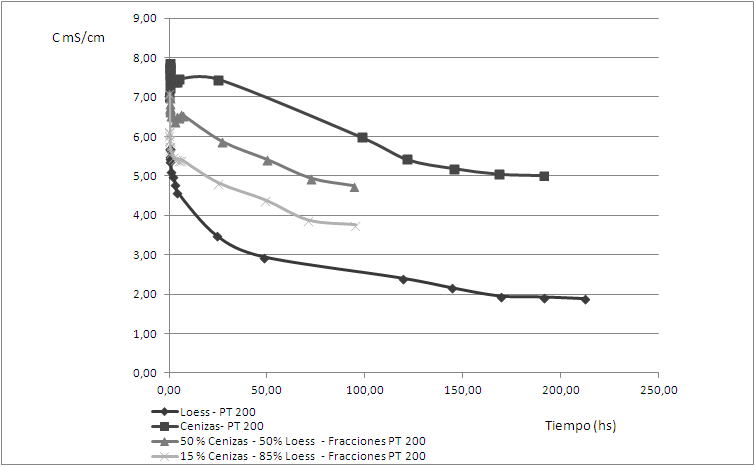 C mS/cm
9,00
8,00
7,00
6,00
5,00
4,00
3,00
2,00
1,00
0,00
0,00 50,00 100,00 150,00 200,00 250,00
Tiempo (hs)
Loess - PT 200
Cenizas- PT 200
50 % Cenizas - 50% Loess - Fracciones PT 200
15 % Cenizas - 85% Loess - Fracciones PT 200